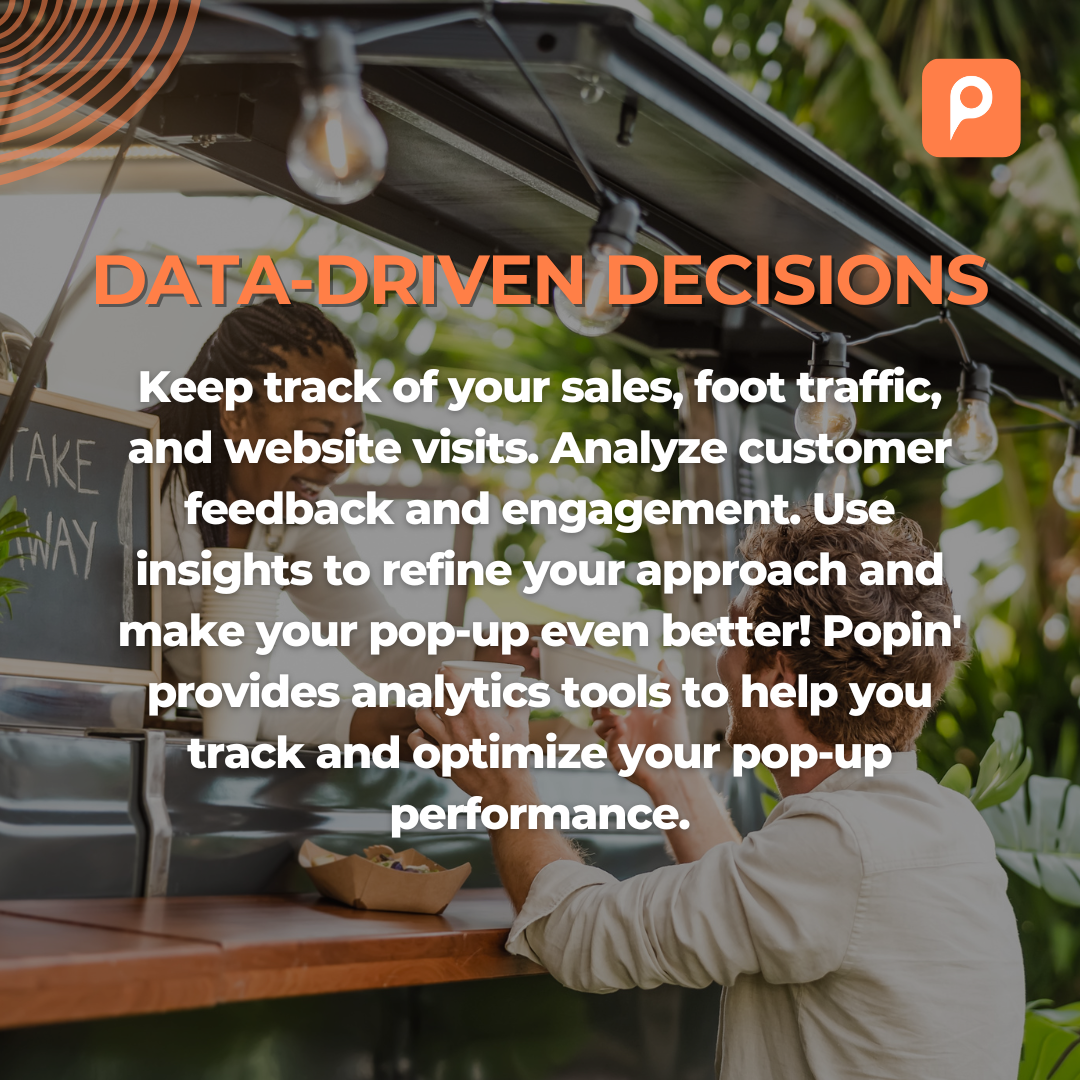 DATA-DRIVEN DECISIONS
Keep track of your sales, foot traffic,
and website visits. Analyze customer
feedback and engagement. Use
insights to refine your approach and
make your pop-up even better! Popin'
provides analytics tools to help you
track and optimize your pop-up
performance.
TAKE
WAY